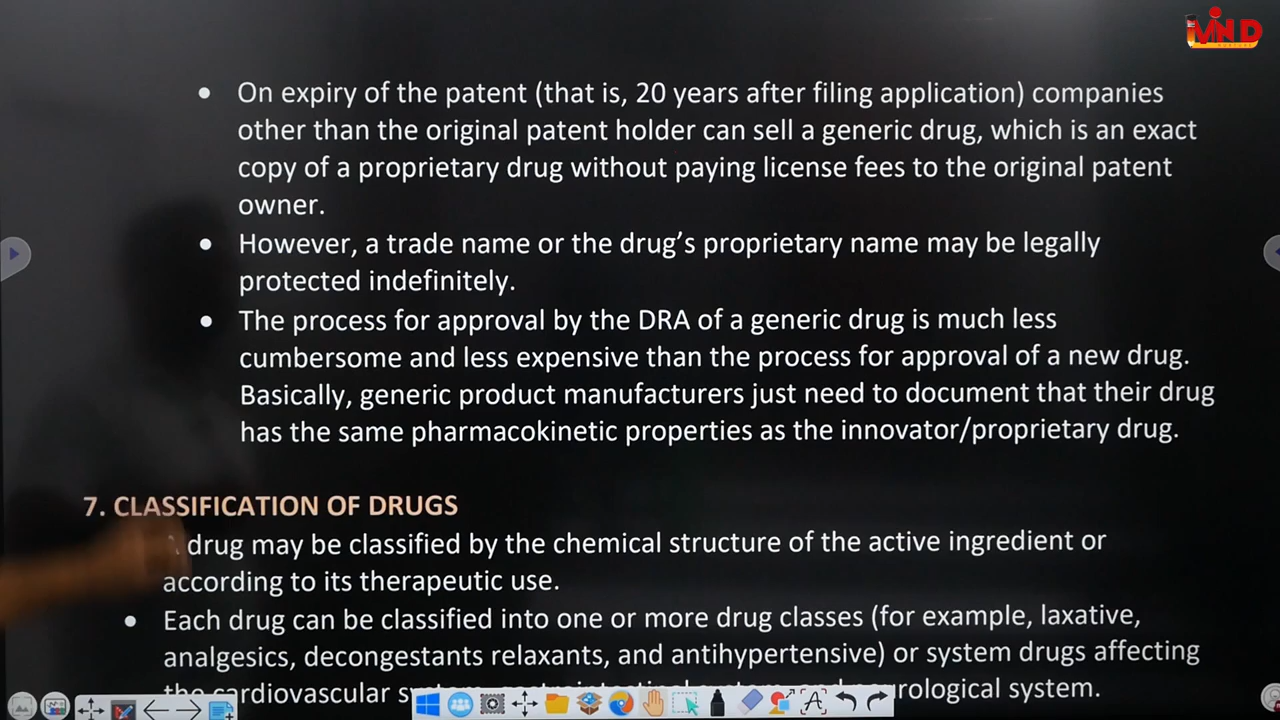 iMIND
• On expiry of the patent (that is, 20 years after filing application) companies
other than the original patent holder can sell a generic drug, which is an exact
copy of a proprietary drug without paying license fees to the original patent
owner.
• However, a trade name or the drug’s proprietary name may be legally
protected indefinitely.
• The process for approval by the DRA of a generic drug is much less
cumbersome and less expensive than the process for approval of a new drug.
Basically, generic product manufacturers just need to document that their drug
has the same pharmacokinetic properties as the innovator/proprietary drug.
7. CLASSIFICATION OF DRUGS
drug may be classified by the chemical structure of the active ingredient or
according to its therapeutic use.
• Each drug can be classified into one or more drug classes (for example, laxative,
analgesics, decongestants relaxants, and antihypertensive) or system drugs affecting
the cardiovascular system.